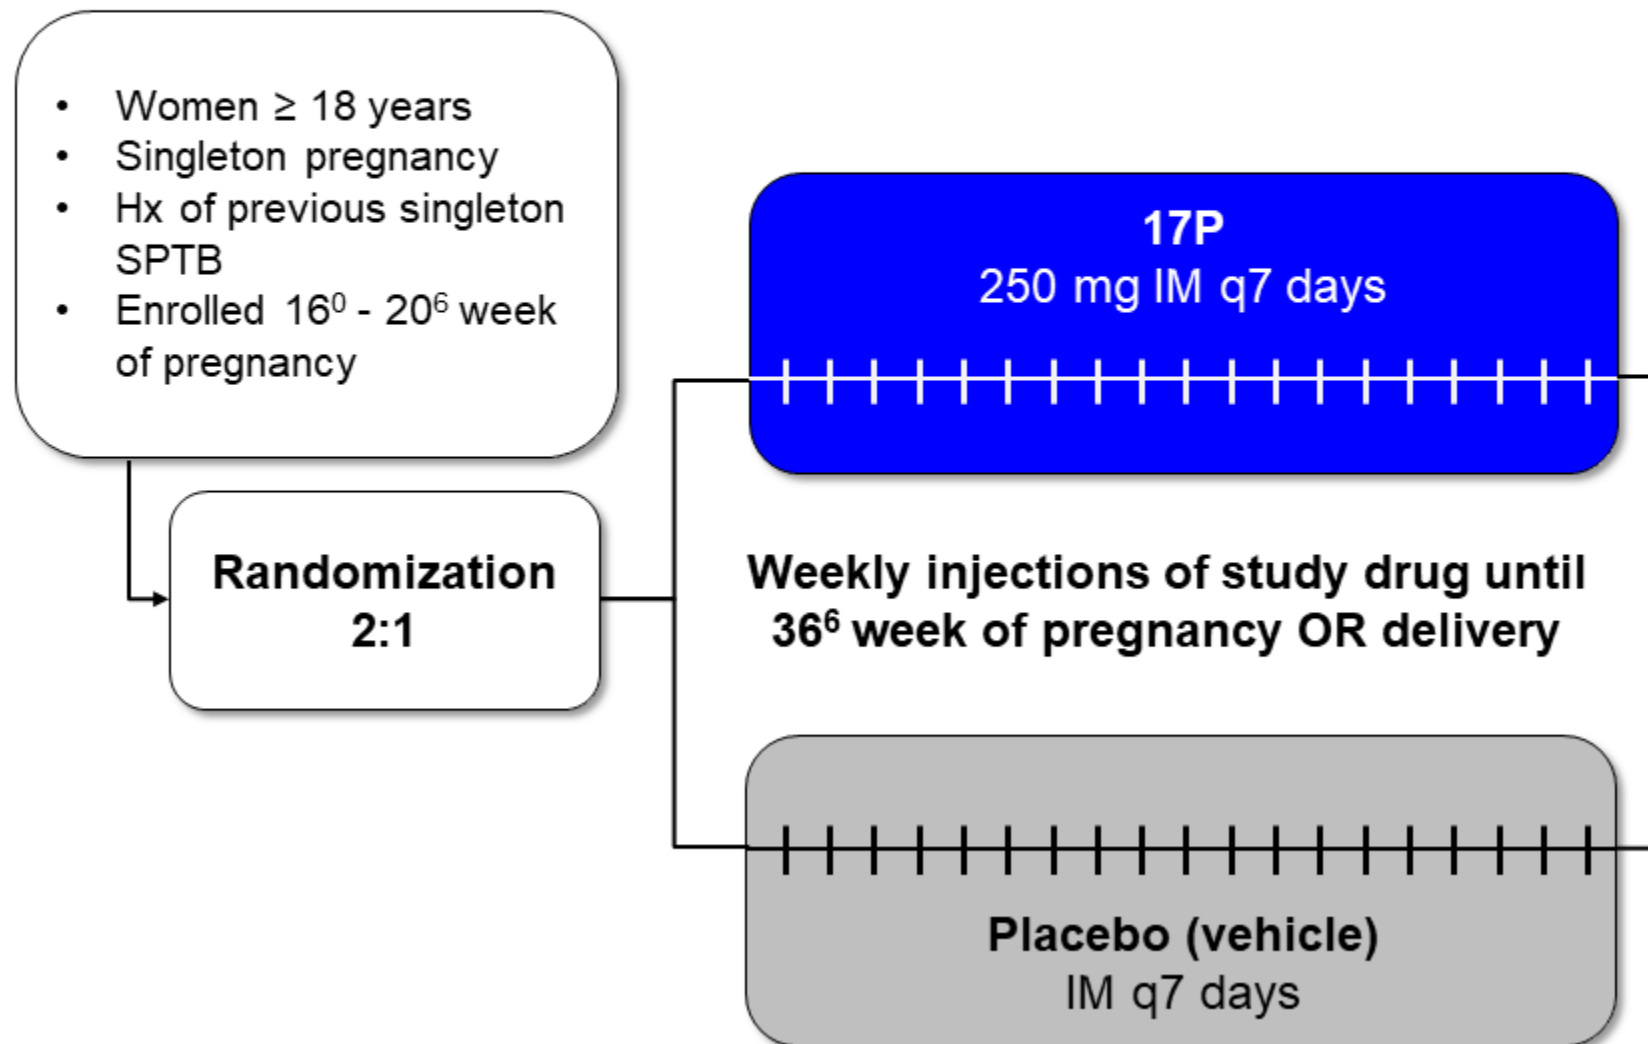 • Women ≥ 18 years
• Singleton pregnancy
• Hx of previous singleton
SPTB
• Enrolled 16⁰ - 20⁶ week
of pregnancy
Randomization
2:1
17P
250 mg IM q7 days
Weekly injections of study drug until
36⁶ week of pregnancy OR delivery
Placebo (vehicle)
IM q7 days